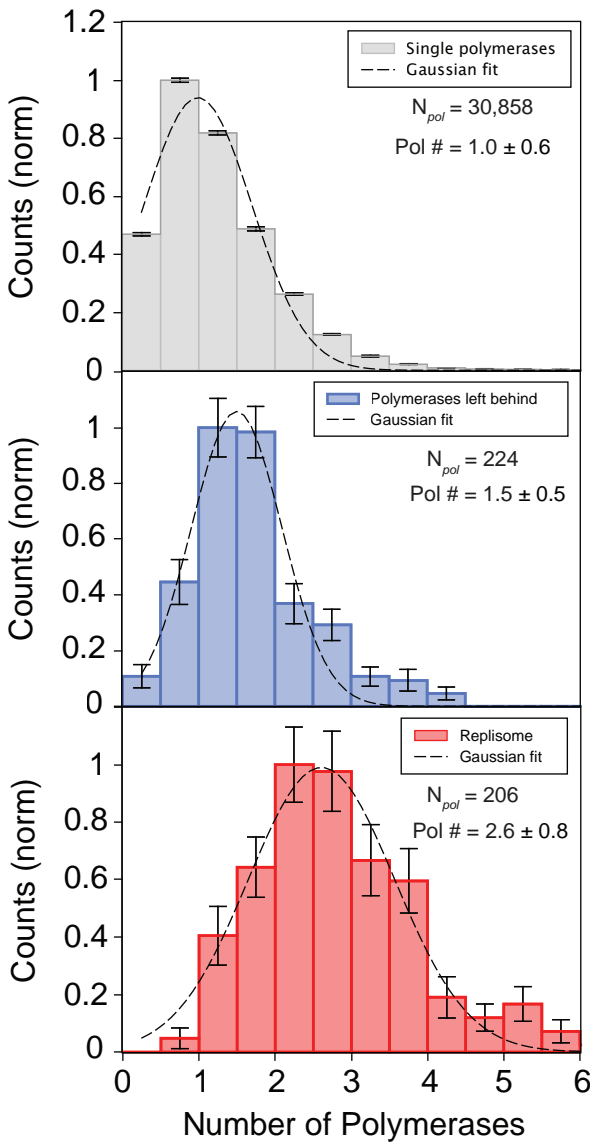 1.2
1
0.8
0.6
0.4
0.2
0
Counts (norm)
Single polymerases
Gaussian fit
Npol = 30,858
Pol # = 1.0 ± 0.6
1
0.8
0.6
0.4
0.2
0
Counts (norm)
Polymerases left behind
Gaussian fit
Npol = 224
Pol # = 1.5 ± 0.5
1
0.8
0.6
0.4
0.2
0
Counts (norm)
Replisome
Gaussian fit
Npol = 206
Pol # = 2.6 ± 0.8
0 1 2 3 4 5 6
Number of Polymerases